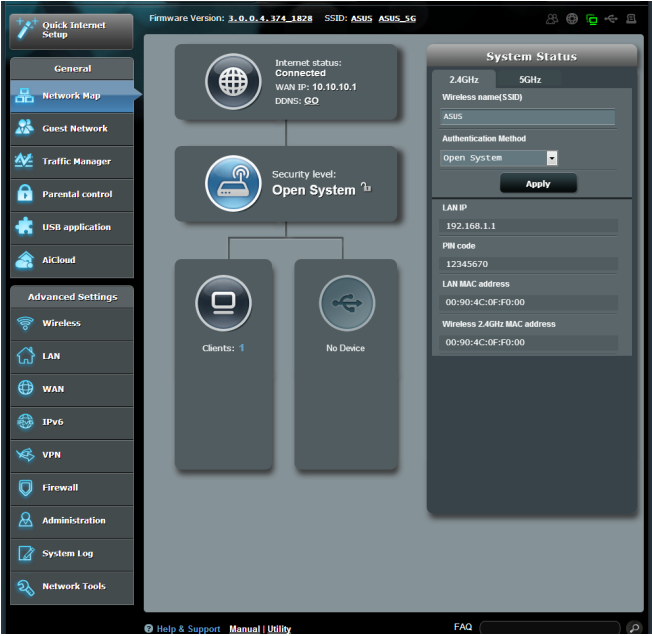 Quick Internet
Setup
Firmware Version: 3.0.0.4.374_1828 SSID: ASUS ASUS_5G
General
Network Map
Guest Network
Traffic Manager
Parental control
USB application
AiCloud
Advanced Settings
Wireless
LAN
WAN
IPv6
VPN
Firewall
Administration
System Log
Network Tools
Internet status:
Connected
WAN IP: 10.10.10.1
DDNS: GO
Security level:
Open System
Clients: 1
No Device
System Status
2.4GHz 5GHz
Wireless name(SSID)
ASUS
Authentication Method
Open System
Apply
LAN IP
192.168.1.1
PIN code
12345670
LAN MAC address
00:90:4C:0F:F0:00
Wireless 2.4GHz MAC address
00:90:4C:0F:F0:00
Help & Support Manual | Utility
FAQ